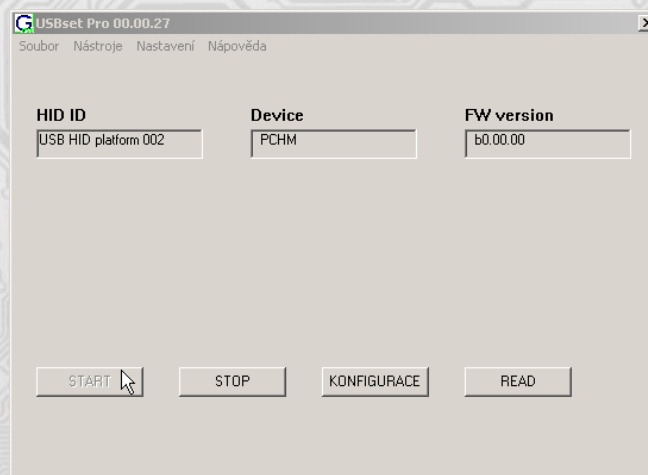 USBset Pro 00.00.27
Soubor Nástroje Nastavení Nápověda
HID ID Device FW version
USB HID platform 002 PCHM b0.00.00
START STOP KONFIGURACE READ